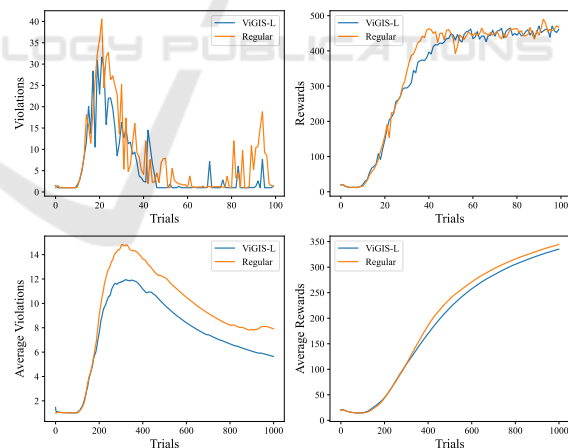 ViGIS-L
Regular
40
35
30
25
20
15
10
5
0
Violations
0 20 40 60 80 100
Trials
ViGIS-L
Regular
500
400
300
200
100
0
Rewards
0 20 40 60 80 100
Trials
LOGY PUBLICATIONS
ViGIS-L
Regular
14
12
10
8
6
4
2
Average Violations
0 200 400 600 800 1000
Trials
ViGIS-L
Regular
350
300
250
200
150
100
50
0
Average Rewards
0 200 400 600 800 1000
Trials